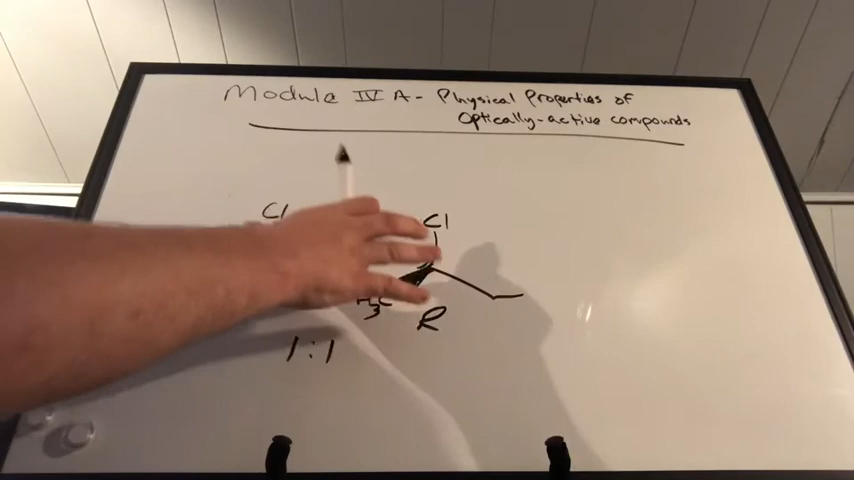 Module IV A - Physical Properties of
Optically-active compounds
Cl Cl
H3C
R
1:1